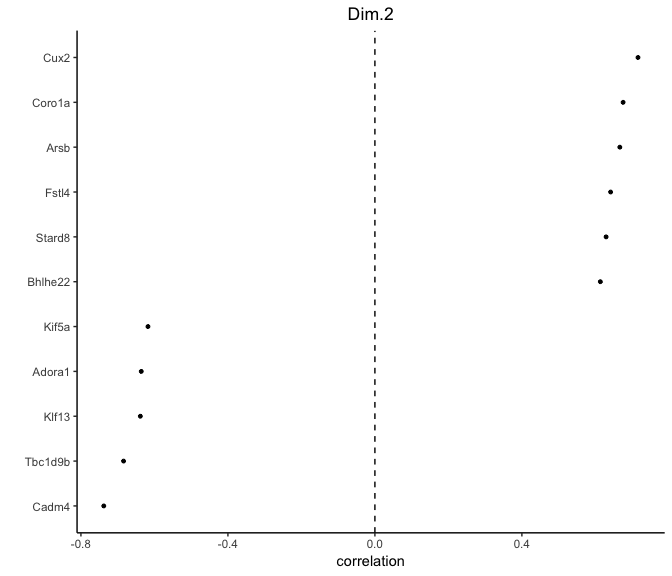 Dim.2
Cux2
Coro1a
Arsb
Fstl4
Stard8
Bhlhe22
Kif5a
Adora1
Klf13
Tbc1d9b
Cadm4
-0.8 -0.4 0.0 0.4
correlation